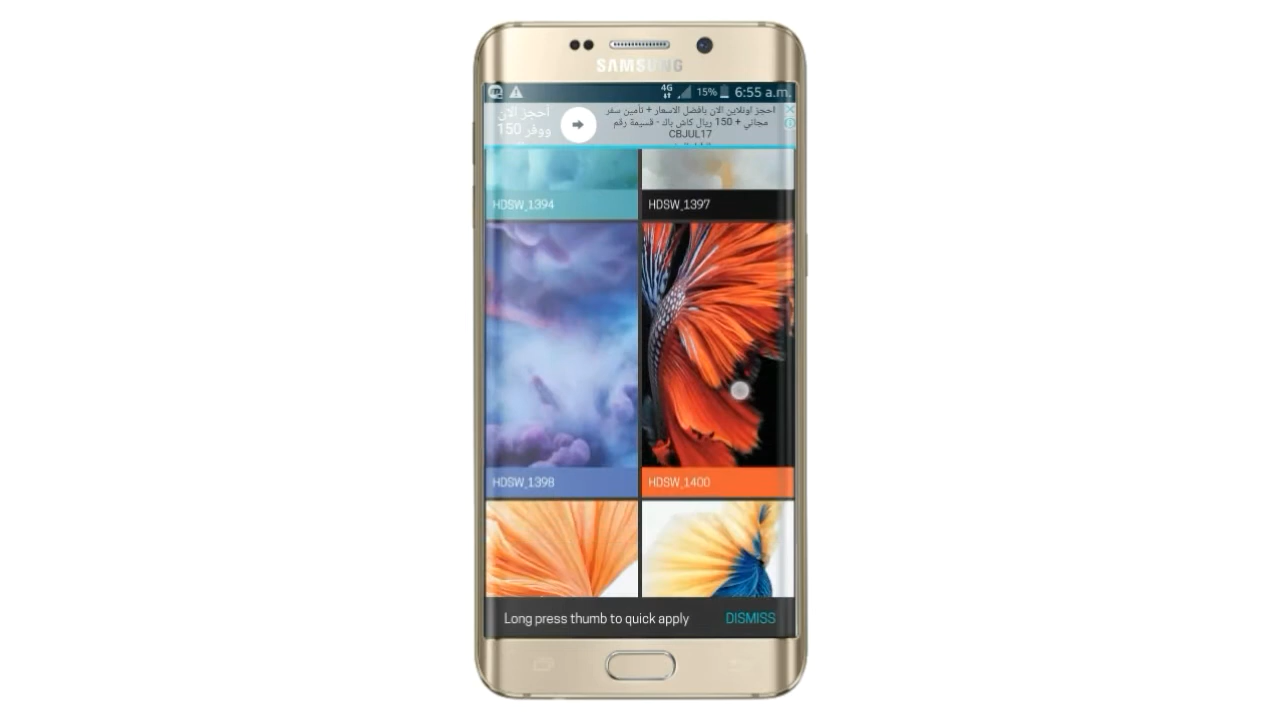 SAMSUNG
4G 15% 6:55 a.m.
احجز الآن
ووفر 150
احجز اونلاين الان بافضل الاسعار + تأمين سفر
مجاني + 150 ريال كاش باك - قسيمة رقم
CBJUL17
HDSW_1394
HDSW_1397
HDSW_1398
HDSW_1400
Long press thumb to quick apply
DISMISS